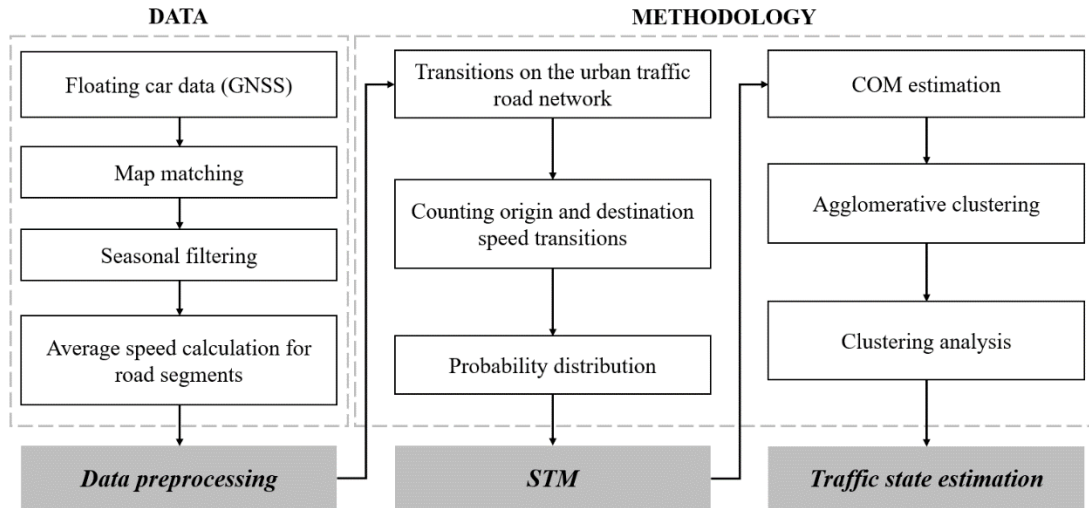 DATA
Floating car data (GNSS)
Map matching
Seasonal filtering
Average speed calculation for
road segments
Data preprocessing
METHODOLOGY
Transitions on the urban traffic
road network
Counting origin and destination
speed transitions
Probability distribution
STM
COM estimation
Agglomerative clustering
Clustering analysis
Traffic state estimation